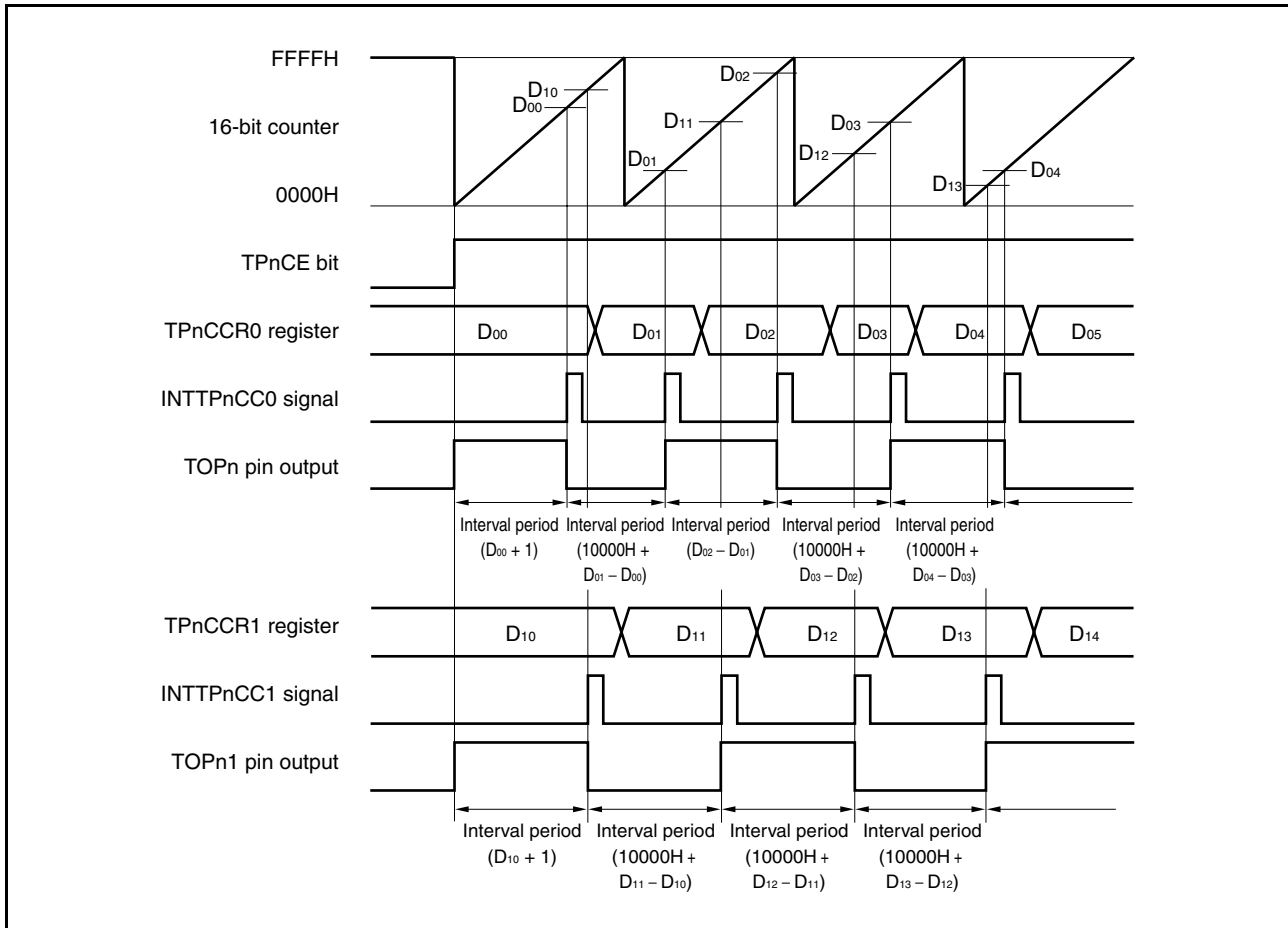 FFFFH
D10
D00
D02
16-bit counter
D11
D03
D12
D01
D04
D13
0000H
TPnCE bit
TPnCCR0 register
D00
D01
D02
D03
D04
D05
INTTPnCC0 signal
TOPn pin output
Interval period
(D00 + 1)
Interval period
(10000H +
D01 – D00)
Interval period
(D02 – D01)
Interval period
(10000H +
D03 – D02)
Interval period
(10000H +
D04 – D03)
TPnCCR1 register
D10
D11
D12
D13
D14
INTTPnCC1 signal
TOPn1 pin output
Interval period
(D10 + 1)
Interval period
(10000H +
D11 – D10)
Interval period
(10000H +
D12 – D11)
Interval period
(10000H +
D13 – D12)